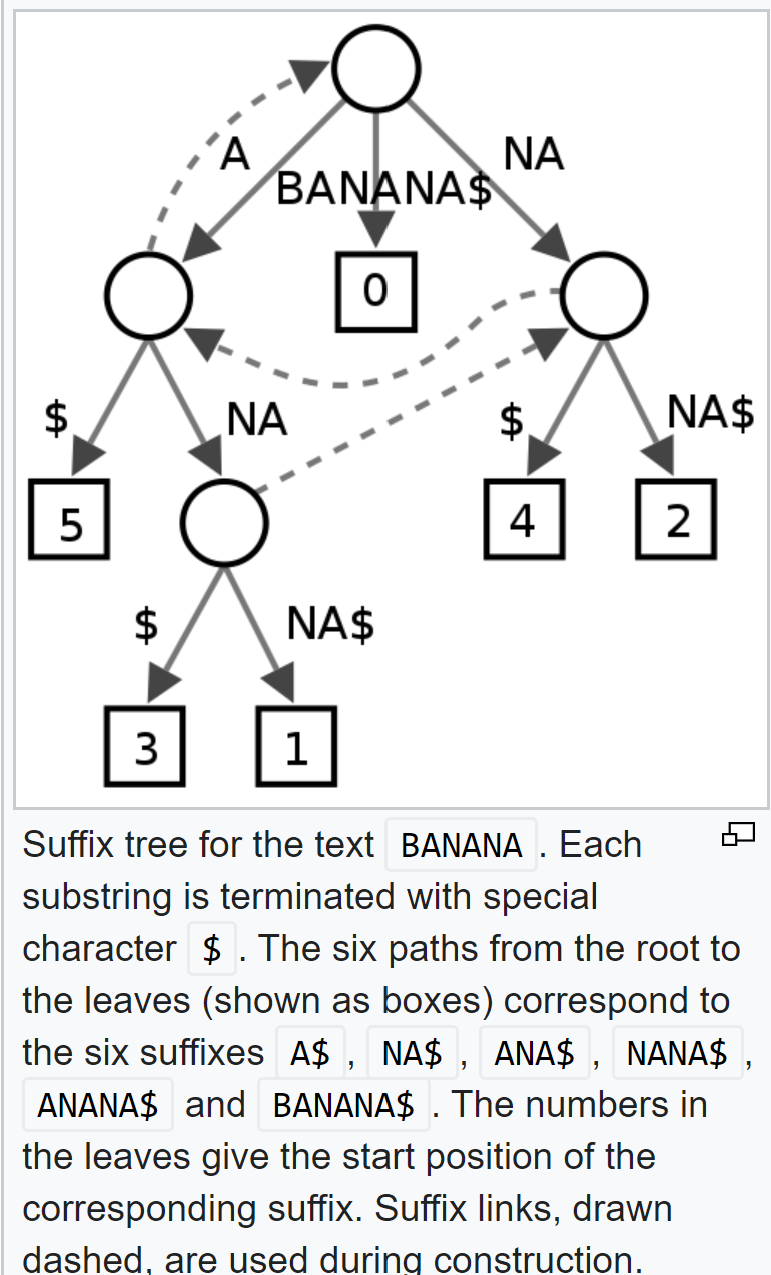 A
NA
BANANA$
0
$
NA
$
NA$
5
4
2
$
NA$
3
1
Suffix tree for the text BANANA . Each
substring is terminated with special
character $ . The six paths from the root to
the leaves (shown as boxes) correspond to
the six suffixes A$ , NA$ , ANA$ , NANA$ ,
ANANA$ and BANANA$ . The numbers in
the leaves give the start position of the
corresponding suffix. Suffix links, drawn
dashed, are used during construction.